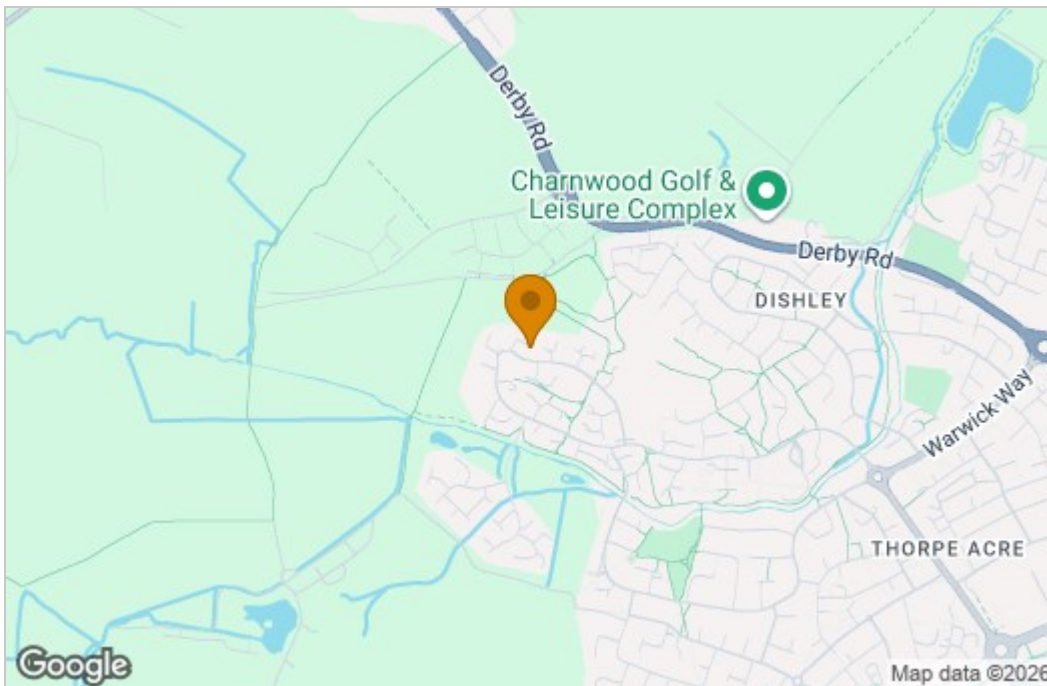 Derby Rd
Charnwood Golf &
Leisure Complex
Derby Rd
DISHLEY
Warwick Way
THORPE ACRE
Google
Map data ©2026